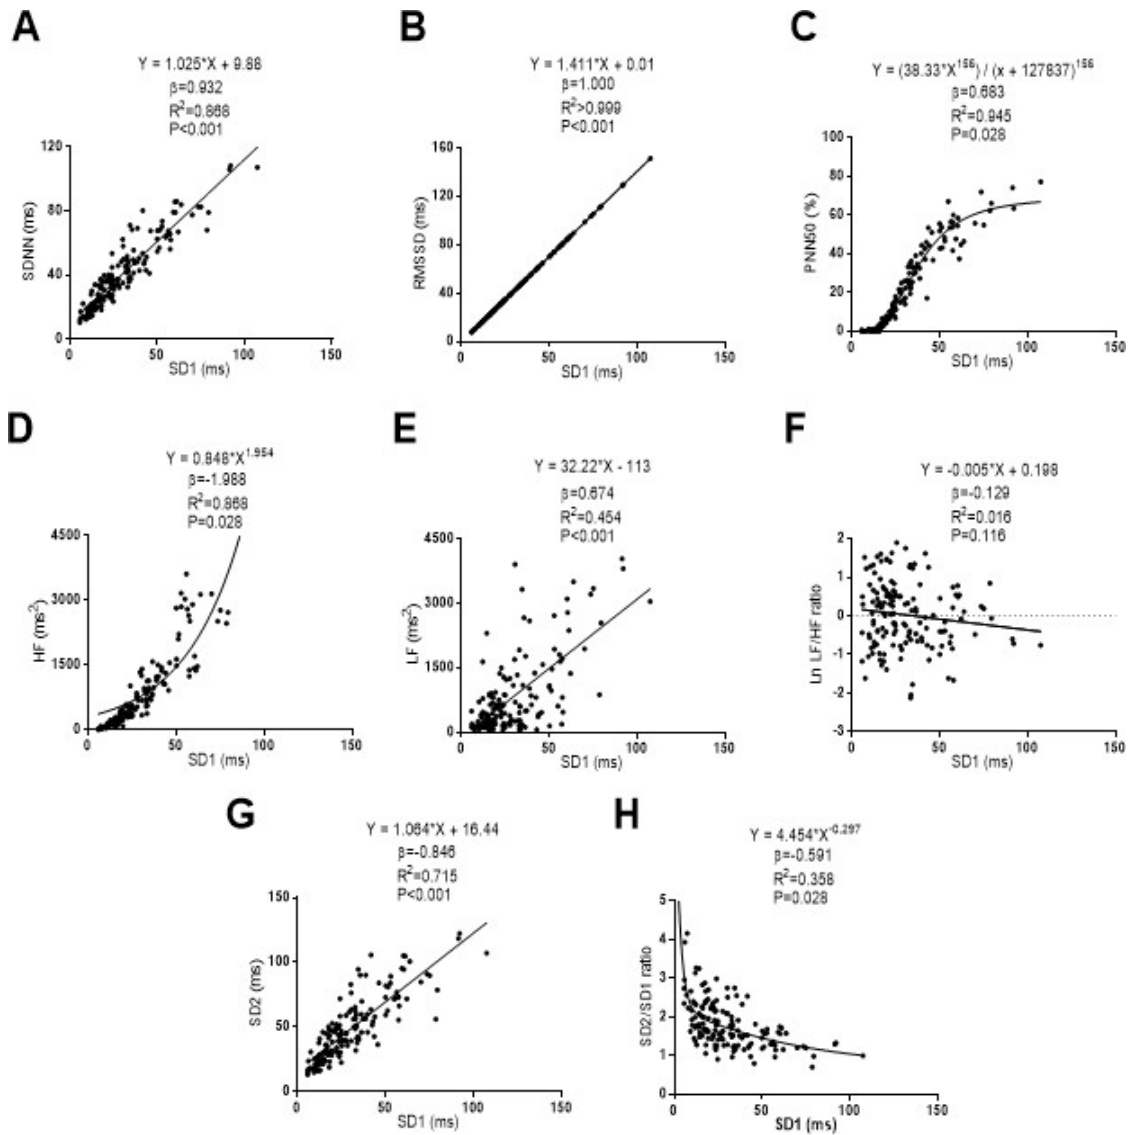 A
Y = 1.025*X + 9.88
β=0.932
R²=0.868
P<0.001
120
80
40
0
SDNN (ms)
0 50 100 150
SD1 (ms)
B
Y = 1.411*X + 0.01
β=1.000
R²>0.999
P<0.001
160
120
80
40
0
RMSSD (ms)
0 50 100 150
SD1 (ms)
C
Y = (38.33*X¹⁵⁶) / (x + 127837)¹⁵⁶
β=0.683
R²=0.945
P=0.028
100
80
60
40
20
0
PNN50 (%)
0 50 100 150
SD1 (ms)
D
Y = 0.848*X¹·⁹⁵⁴
β=-1.988
R²=0.868
P=0.028
4500
3000
1500
0
HF (ms²)
0 50 100 150
SD1 (ms)
E
Y = 32.22*X - 113
β=0.674
R²=0.454
P<0.001
4500
3000
1500
0
LF (ms²)
0 50 100 150
SD1 (ms)
F
Y = -0.005*X + 0.198
β=-0.129
R²=0.016
P=0.116
2
1
0
-1
-2
-3
Ln LF/HF ratio
0 50 100 150
SD1 (ms)
G
Y = 1.064*X + 16.44
β=-0.846
R²=0.715
P<0.001
150
100
50
0
SD2 (ms)
0 50 100 150
SD1 (ms)
H
Y = 4.454*X⁻⁰·²⁹⁷
β=-0.591
R²=0.358
P=0.028
5
4
3
2
1
0
SD2/SD1 ratio
0 50 100 150
SD1 (ms)